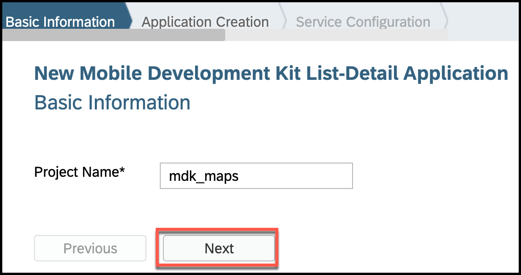 Basic Information Application Creation Service Configuration
New Mobile Development Kit List-Detail Application
Basic Information
Project Name* mdk_maps
Previous Next